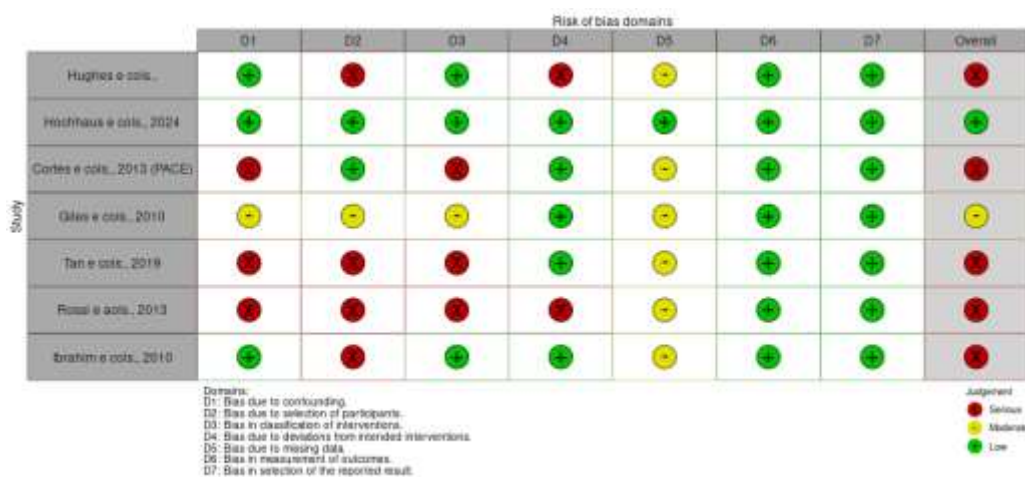 Risk of bias domains
D1 D2 D3 D4 D5 D6 D7 Overall
Study
Hughes e cols.,
Hochhaus e cols., 2024
Cortes e cols., 2013 (PACE)
Giles e cols., 2010
Tan e cols., 2019
Rossi e aols., 2013
Ibrahim e cols., 2010
Domains:
D1: Bias due to confounding.
D2: Bias due to selection of participants.
D3: Bias in classification of interventions.
D4: Bias due to deviations from intended interventions.
D5: Bias due to missing data.
D6: Bias in measurement of outcomes.
D7: Bias in selection of the reported result.
Judgement
Serious
Moderate
Low